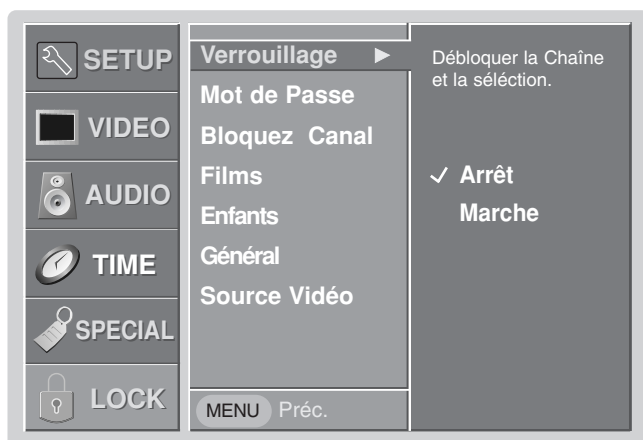 SETUP
VIDEO
AUDIO
TIME
SPECIAL
LOCK
Verrouillage ►
Mot de Passe
Bloquez Canal
Films
Enfants
Général
Source Vidéo
MENU Préc.
Débloquer la Chaîne
et la séléction.
✓ Arrêt
Marche